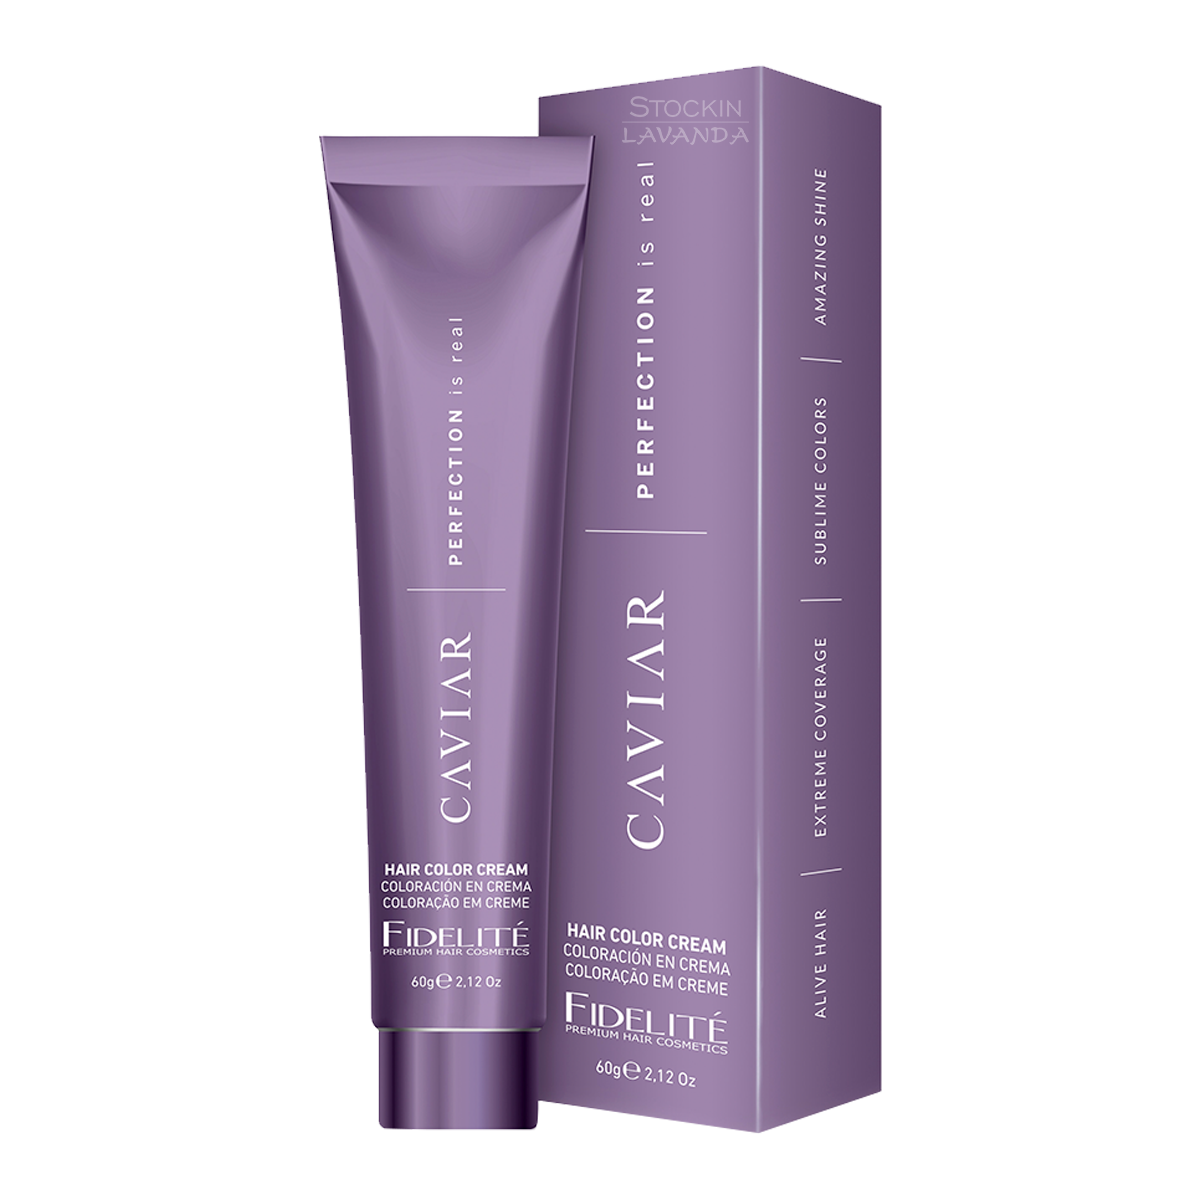 PERFECTION is real
CAVIAR
HAIR COLOR CREAM
COLORACIÓN EN CREMA
COLORAÇÃO EM CREME
FIDELITÉ
PREMIUM HAIR COSMETICS
60g℮ 2,12 Oz
STOCKIN
LAVANDA
PERFECTION is real
CAVIAR
HAIR COLOR CREAM
COLORACIÓN EN CREMA
COLORAÇÃO EM CREME
FIDELITÉ
PREMIUM HAIR COSMETICS
60g℮ 2,12 Oz
ALIVE HAIR | EXTREME COVERAGE | SUBLIME COLORS | AMAZING SHINE